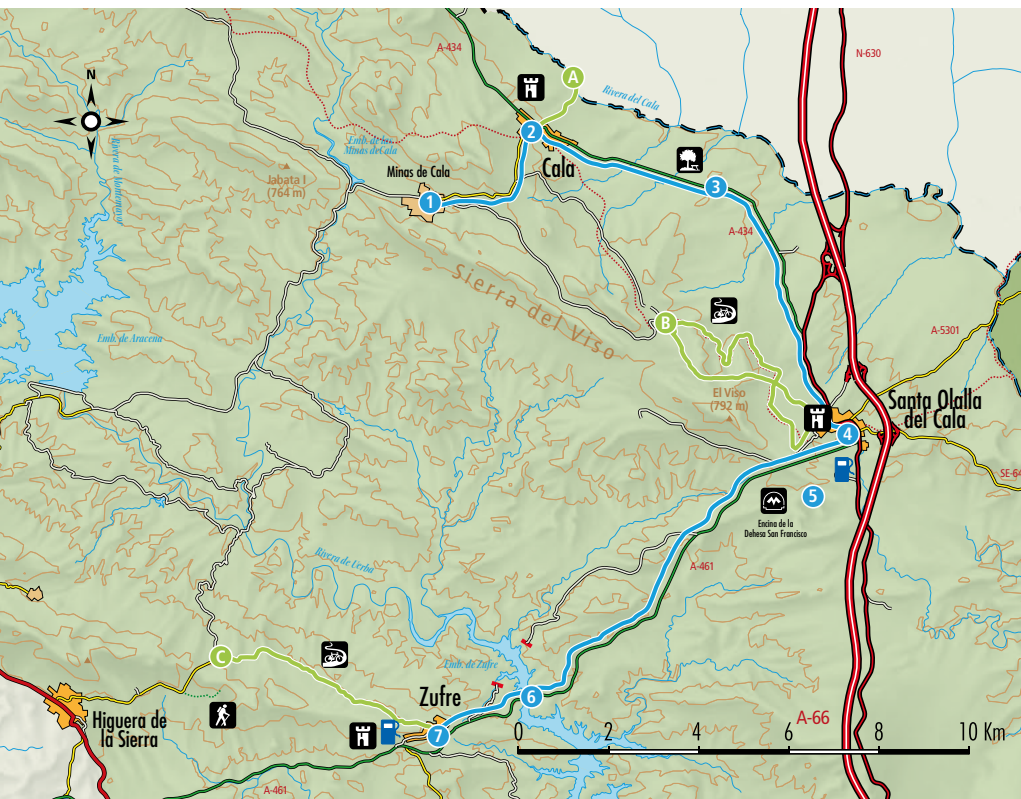 N
A-434
A
N-630
Rivera del Cala
Rivera de Montemayor
Emb. de las
Minas de Cala
2
Cala
Minas de Cala
Jabata I
(764 m)
1
3
A-434
Sierra del Viso
B
A-5301
Emb. de Aracena
El Viso
(792 m)
Santa Olalla
del Cala
4
SE-64
5
Encina de la
Dehesa San Francisco
Rivera de
A-461
C
Emb. de Zufre
Zufre
6
Higuera de
la Sierra
7
A-66
0 2 4 6 8 10 Km
A-461